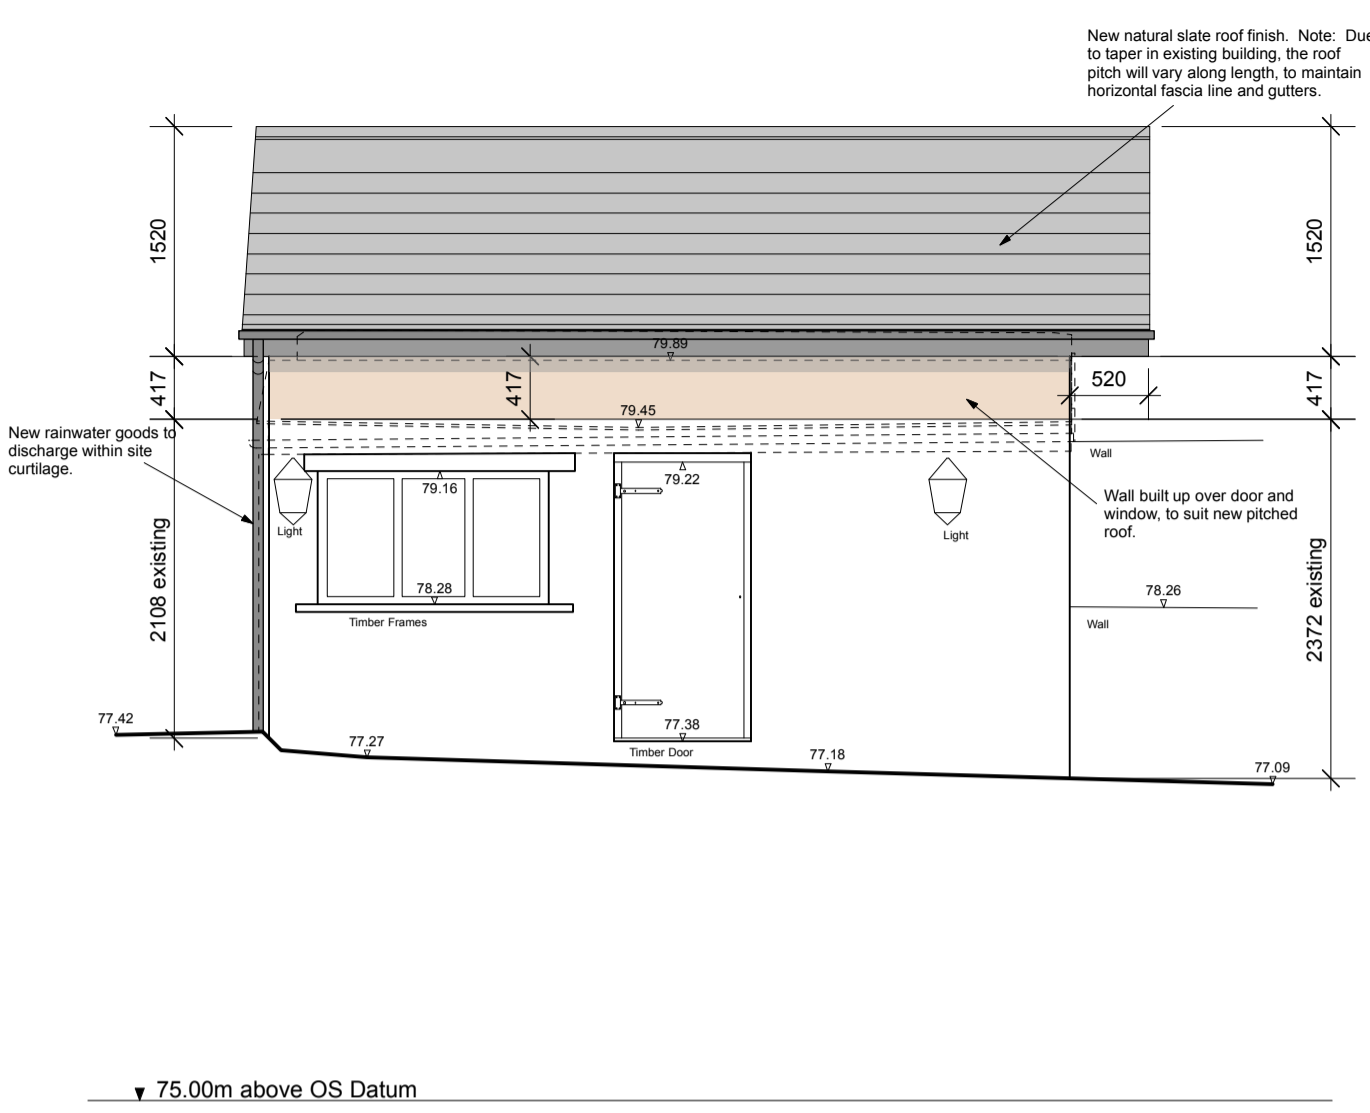 New natural slate roof finish.  Note:  Due
to taper in existing building, the roof
pitch will vary along length, to maintain
horizontal fascia line and gutters.
1520
1520
79.89
417
417
520
417
79.45
New rainwater goods to
discharge within site
curtilage.
Wall
79.16
79.22
Wall built up over door and
window, to suit new pitched
roof.
Light
Light
2108 existing
2372 existing
78.28
78.26
Timber Frames
Wall
77.42
77.38
77.27
Timber Door
77.18
77.09
75.00m above OS Datum